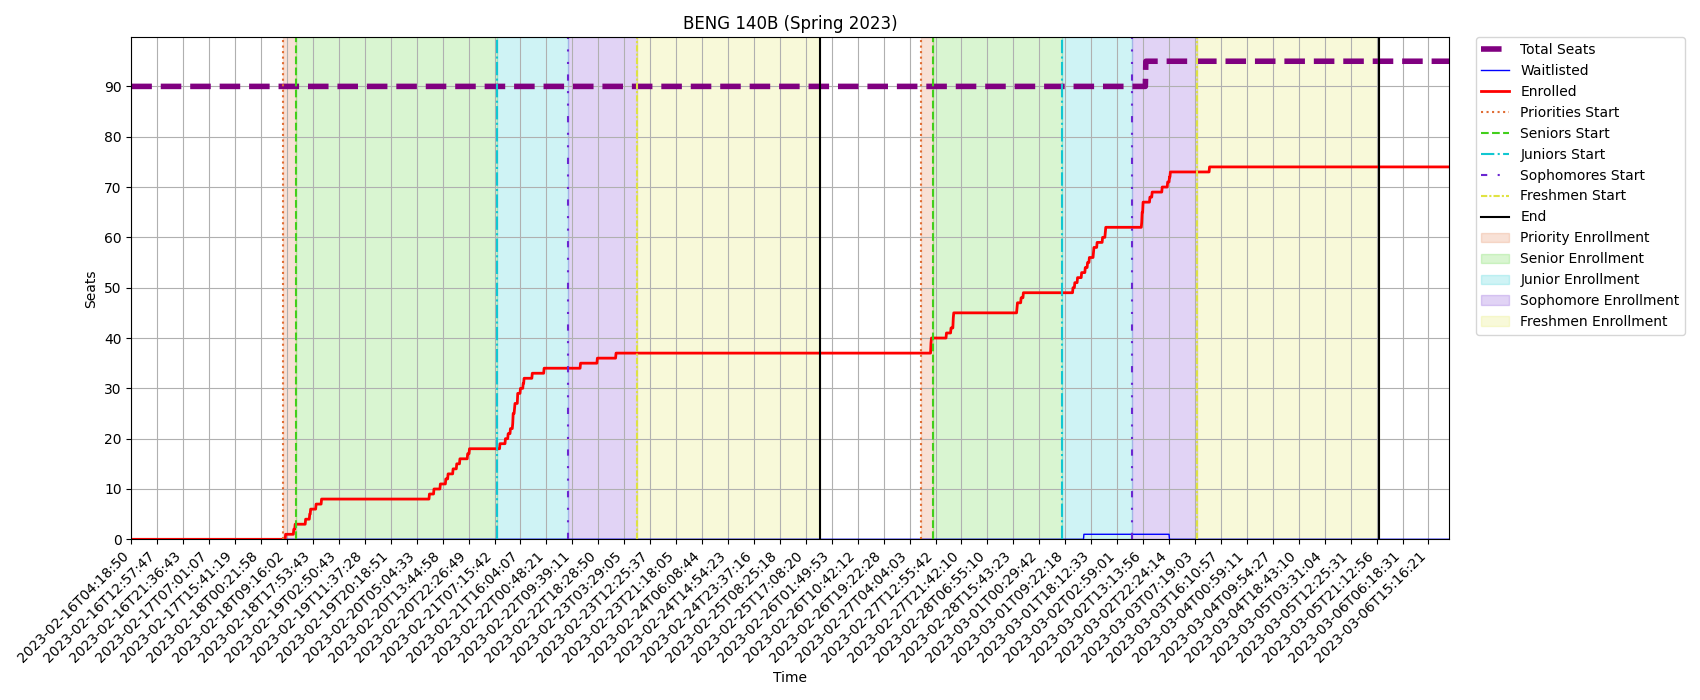 BENG 140B (Spring 2023)
Seats
90
80
70
60
50
40
30
20
10
0
2023-02-16T04:18:50
2023-02-16T12:57:47
2023-02-16T21:36:43
2023-02-17T07:01:07
2023-02-17T15:41:19
2023-02-18T00:21:58
2023-02-18T09:16:02
2023-02-18T17:53:43
2023-02-19T02:50:43
2023-02-19T11:37:28
2023-02-19T20:18:51
2023-02-20T05:04:33
2023-02-20T13:44:58
2023-02-20T22:26:49
2023-02-21T07:15:42
2023-02-21T16:04:07
2023-02-22T00:48:21
2023-02-22T09:39:11
2023-02-22T18:28:50
2023-02-23T03:29:05
2023-02-23T12:25:37
2023-02-23T21:18:05
2023-02-24T06:08:44
2023-02-24T14:54:23
2023-02-24T23:37:16
2023-02-25T08:25:18
2023-02-25T17:08:20
2023-02-26T01:49:53
2023-02-26T10:42:12
2023-02-26T19:22:28
2023-02-27T04:04:03
2023-02-27T12:55:42
2023-02-27T21:42:10
2023-02-28T06:55:10
2023-02-28T15:43:23
2023-03-01T00:29:42
2023-03-01T09:22:18
2023-03-01T18:12:33
2023-03-02T02:59:01
2023-03-02T12:13:56
2023-03-02T22:24:14
2023-03-03T07:19:03
2023-03-03T16:10:57
2023-03-04T00:59:11
2023-03-04T09:54:27
2023-03-04T18:43:10
2023-03-05T03:31:04
2023-03-05T12:25:31
2023-03-05T21:12:56
2023-03-06T06:18:31
2023-03-06T15:16:21
Time
Total Seats
Waitlisted
Enrolled
Priorities Start
Seniors Start
Juniors Start
Sophomores Start
Freshmen Start
End
Priority Enrollment
Senior Enrollment
Junior Enrollment
Sophomore Enrollment
Freshmen Enrollment